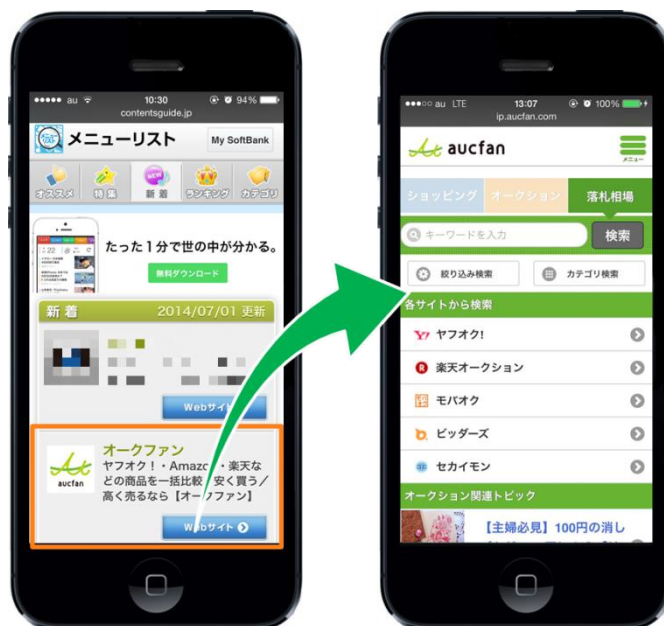 au 10:30 94%
contentsguide.jp
メニューリスト My SoftBank
オススメ 特集 新着 ランキング カテゴリ
NEW
たった1分で世の中が分かる。
無料ダウンロード
新着 2014/07/01 更新
Webサイト
オークファン
ヤフオク!・Amazon・楽天な
どの商品を一括比較 安く買う/
高く売るなら【オークファン】
aucfan
Webサイト
au LTE 13:07 100%
ip.aucfan.com
aucfan
メニュー
ショッピング オークション 落札相場
キーワードを入力 検索
絞り込み検索 カテゴリ検索
各サイトから検索
ヤフオク!
楽天オークション
モバオク
ビッダーズ
セカイモン
オークション関連トピック
【主婦必見】100円の消し